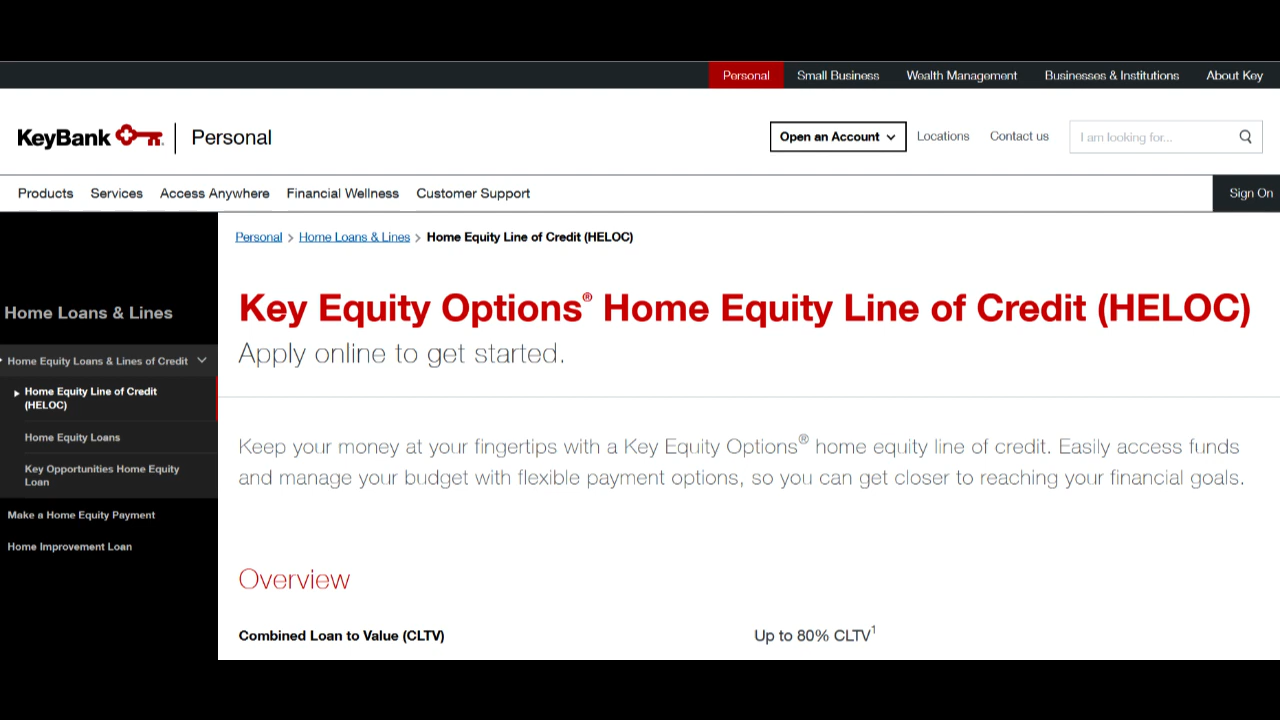 Personal Small Business Wealth Management Businesses & Institutions About Key
KeyBank Personal
Open an Account Locations Contact us I am looking for...
Products Services Access Anywhere Financial Wellness Customer Support Sign On
Personal > Home Loans & Lines > Home Equity Line of Credit (HELOC)
Home Loans & Lines
Home Equity Loans & Lines of Credit
Home Equity Line of Credit
(HELOC)
Home Equity Loans
Key Opportunities Home Equity
Loan
Make a Home Equity Payment
Home Improvement Loan
Key Equity Options® Home Equity Line of Credit (HELOC)
Apply online to get started.
Keep your money at your fingertips with a Key Equity Options® home equity line of credit. Easily access funds
and manage your budget with flexible payment options, so you can get closer to reaching your financial goals.
Overview
Combined Loan to Value (CLTV) Up to 80% CLTV1